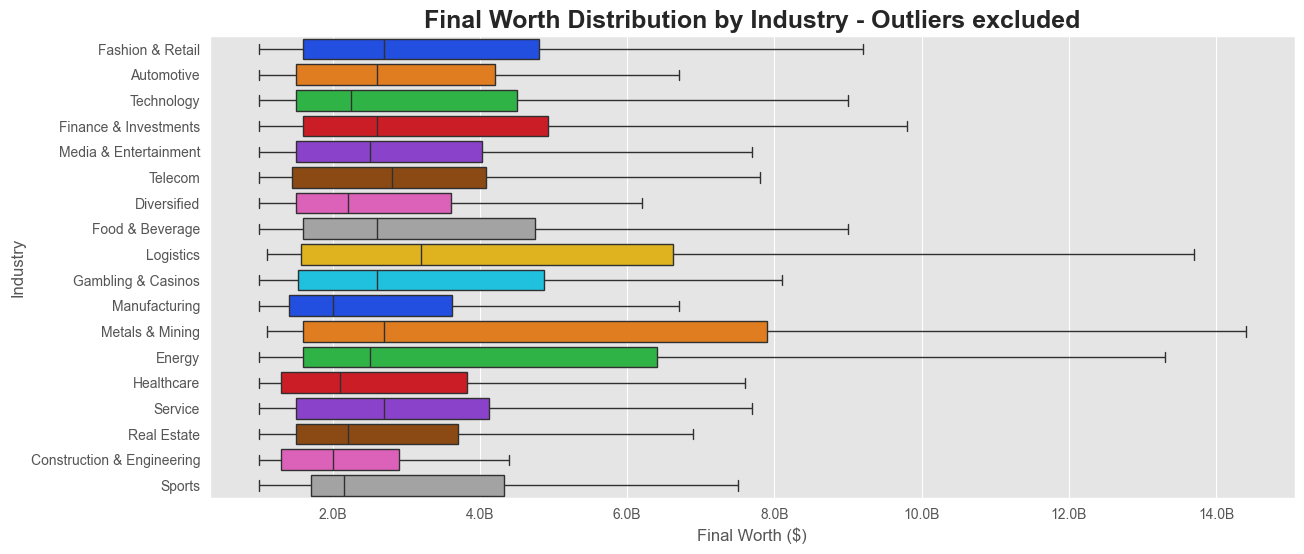 Final Worth Distribution by Industry - Outliers excluded
Industry
Fashion & Retail
Automotive
Technology
Finance & Investments
Media & Entertainment
Telecom
Diversified
Food & Beverage
Logistics
Gambling & Casinos
Manufacturing
Metals & Mining
Energy
Healthcare
Service
Real Estate
Construction & Engineering
Sports
2.0B 4.0B 6.0B 8.0B 10.0B 12.0B 14.0B
Final Worth ($)